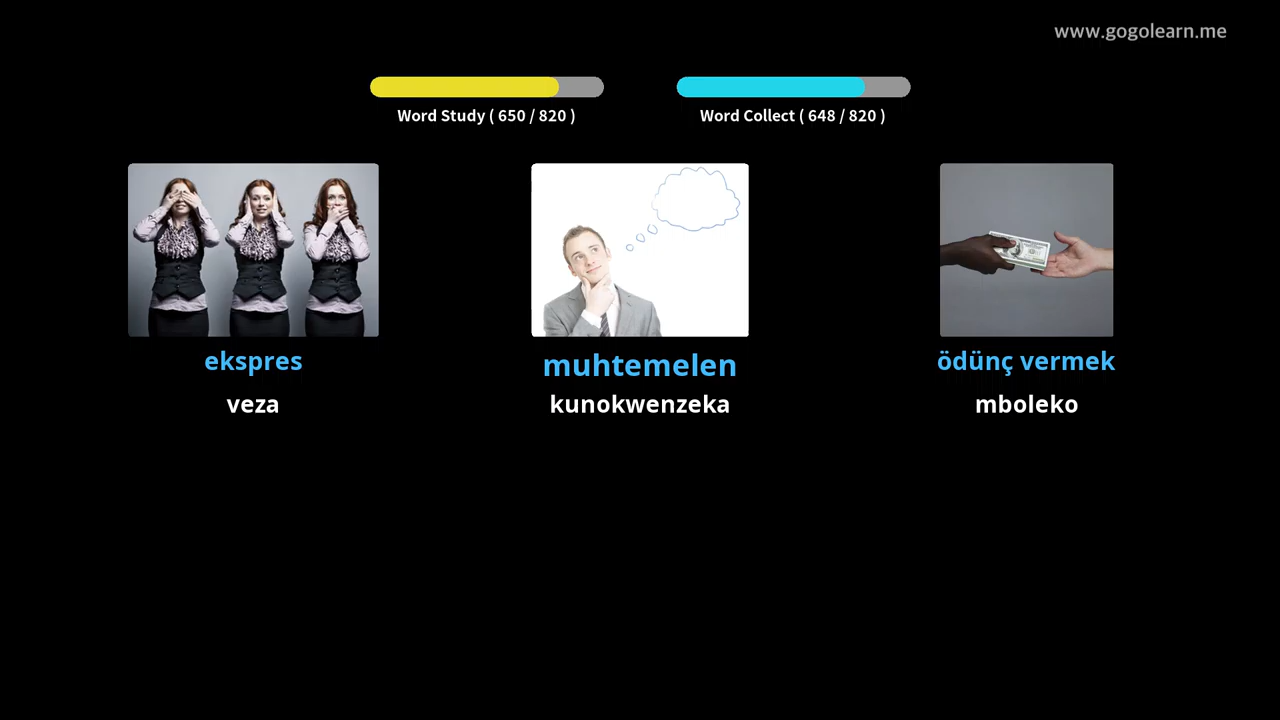 www.gogolearn.me
Word Study ( 650 / 820 )
Word Collect ( 648 / 820 )
ekspres
veza
muhtemelen
kunokwenzeka
ödünç vermek
mboleko